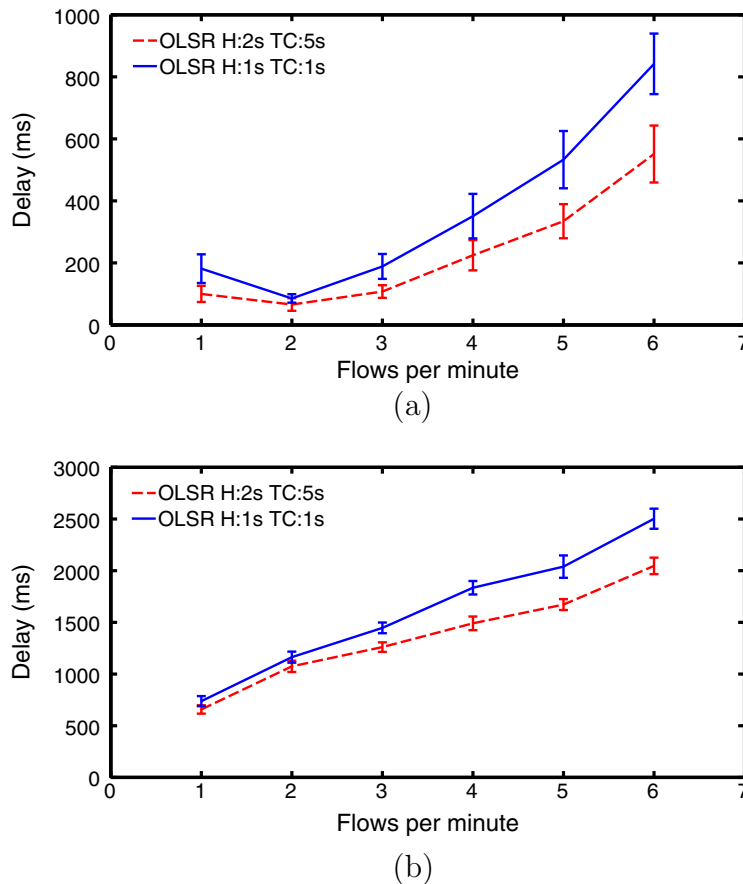 1000
800
600
400
200
0
Delay (ms)
OLSR H:2s TC:5s
OLSR H:1s TC:1s
0 1 2 3 4 5 6 7
Flows per minute
(a)
3000
2500
2000
1500
1000
500
0
Delay (ms)
OLSR H:2s TC:5s
OLSR H:1s TC:1s
0 1 2 3 4 5 6 7
Flows per minute
(b)